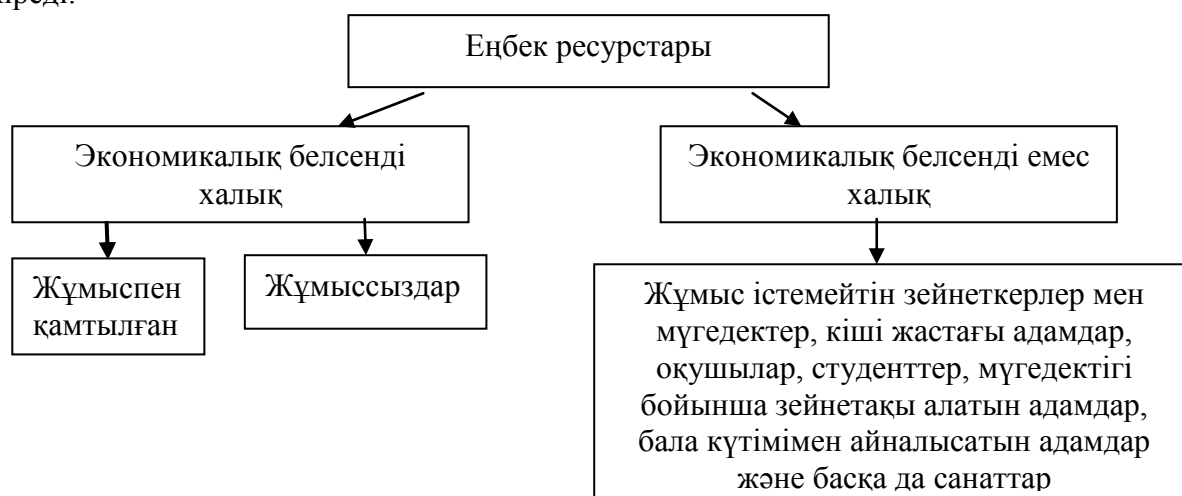 Еңбек ресурстары
Экономикалық белсенді
халық
Экономикалық белсенді емес
халық
Жұмыспен
қамтылған
Жұмыссыздар
Жұмыс істемейтін зейнеткерлер мен
мүгедектер, кіші жастағы адамдар,
оқушылар, студенттер, мүгедектігі
бойынша зейнетақы алатын адамдар,
бала күтімімен айналысатын адамдар
және басқа да санаттар